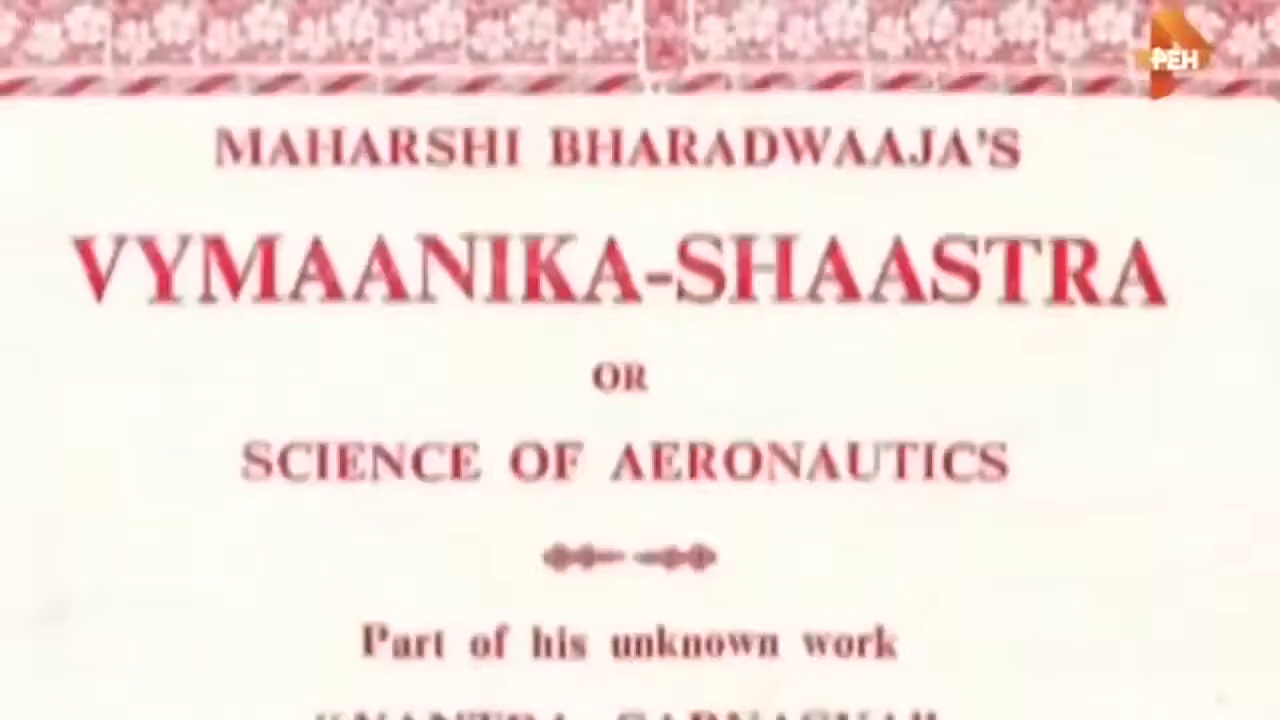 РЕН
MAHARSHI BHARADWAAJA'S
VYMAANIKA-SHAASTRA
OR
SCIENCE OF AERONAUTICS
Part of his unknown work